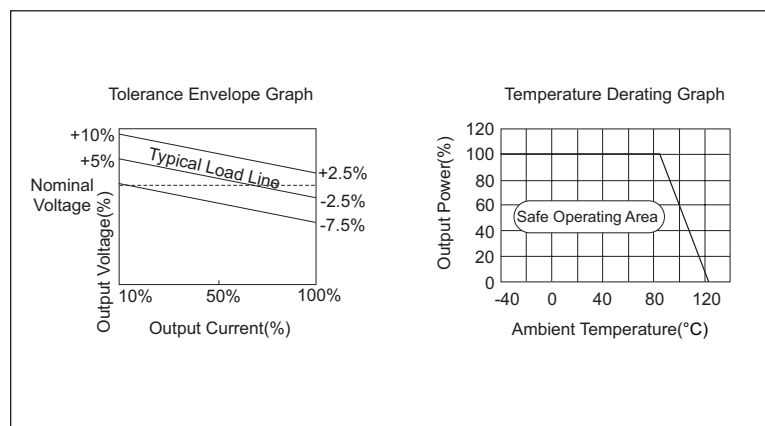 Tolerance Envelope Graph
+10%
+5%
Nominal
Voltage
Typical Load Line
+2.5%
-2.5%
-7.5%
Output Voltage(%)
10%
50%
100%
Output Current(%)
Temperature Derating Graph
120
100
80
60
40
20
0
Output Power(%)
Safe Operating Area
-40
0
40
80
120
Ambient Temperature(°C)